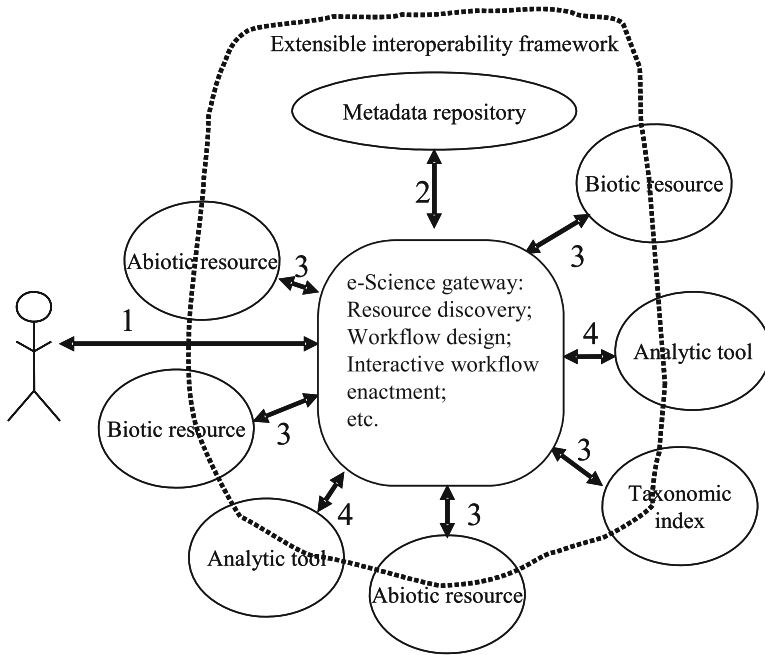 Extensible interoperability framework
Metadata repository
2
Biotic resource
3
Abiotic resource
3
e-Science gateway:
Resource discovery;
Workflow design;
Interactive workflow
enactment;
etc.
1
4
Analytic tool
Biotic resource
3
3
Taxonomic
index
4
Analytic tool
3
Abiotic resource